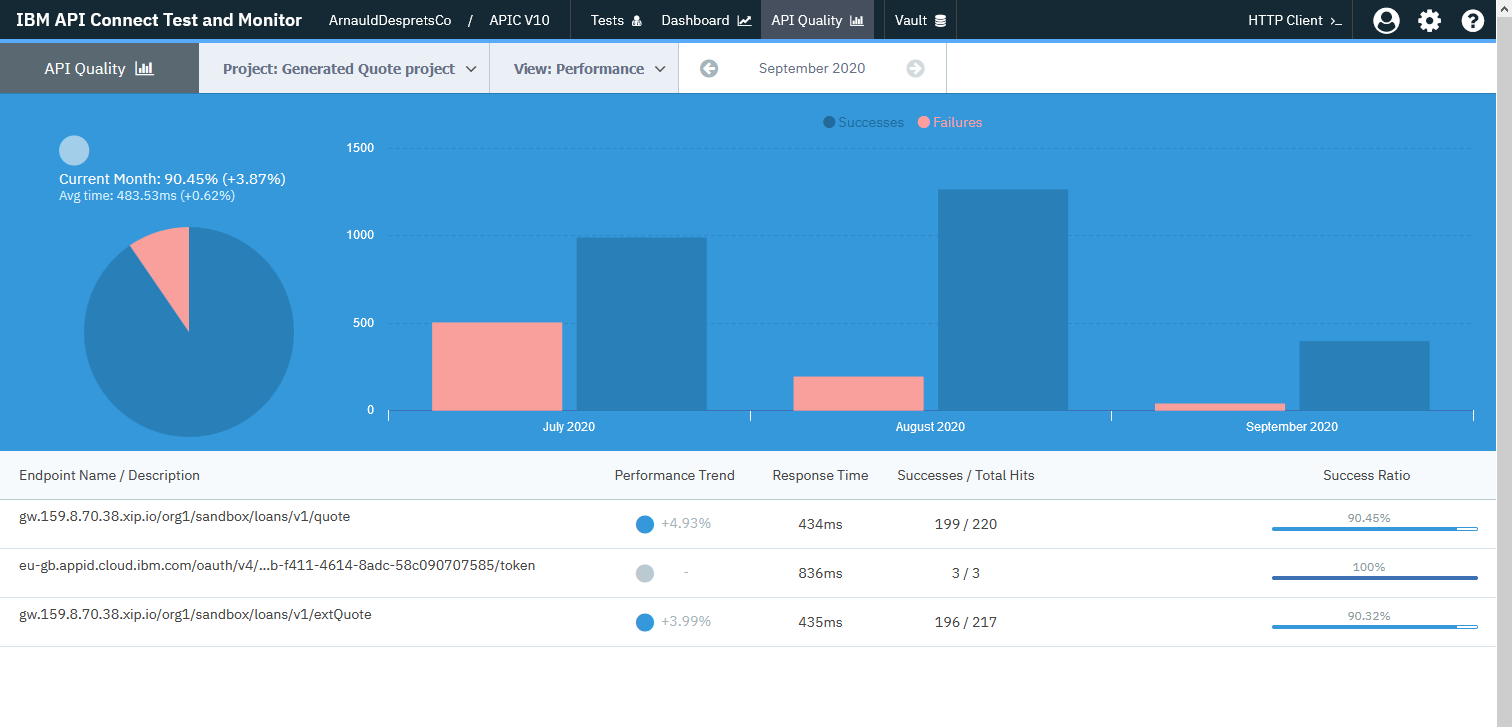 IBM API Connect Test and Monitor ArnauldDespretsCo / APIC V10 Tests Dashboard API Quality Vault HTTP Client >_
API Quality Project: Generated Quote project View: Performance September 2020
Successes Failures
Current Month: 90.45% (+3.87%)
Avg time: 483.53ms (+0.62%)
1500
1000
500
0
July 2020 August 2020 September 2020
Endpoint Name / Description Performance Trend Response Time Successes / Total Hits Success Ratio
gw.159.8.70.38.xip.io/org1/sandbox/loans/v1/quote +4.93% 434ms 199 / 220 90.45%
eu-gb.appid.cloud.ibm.com/oauth/v4/...b-f411-4614-8adc-58c090707585/token - 836ms 3 / 3 100%
gw.159.8.70.38.xip.io/org1/sandbox/loans/v1/extQuote +3.99% 435ms 196 / 217 90.32%